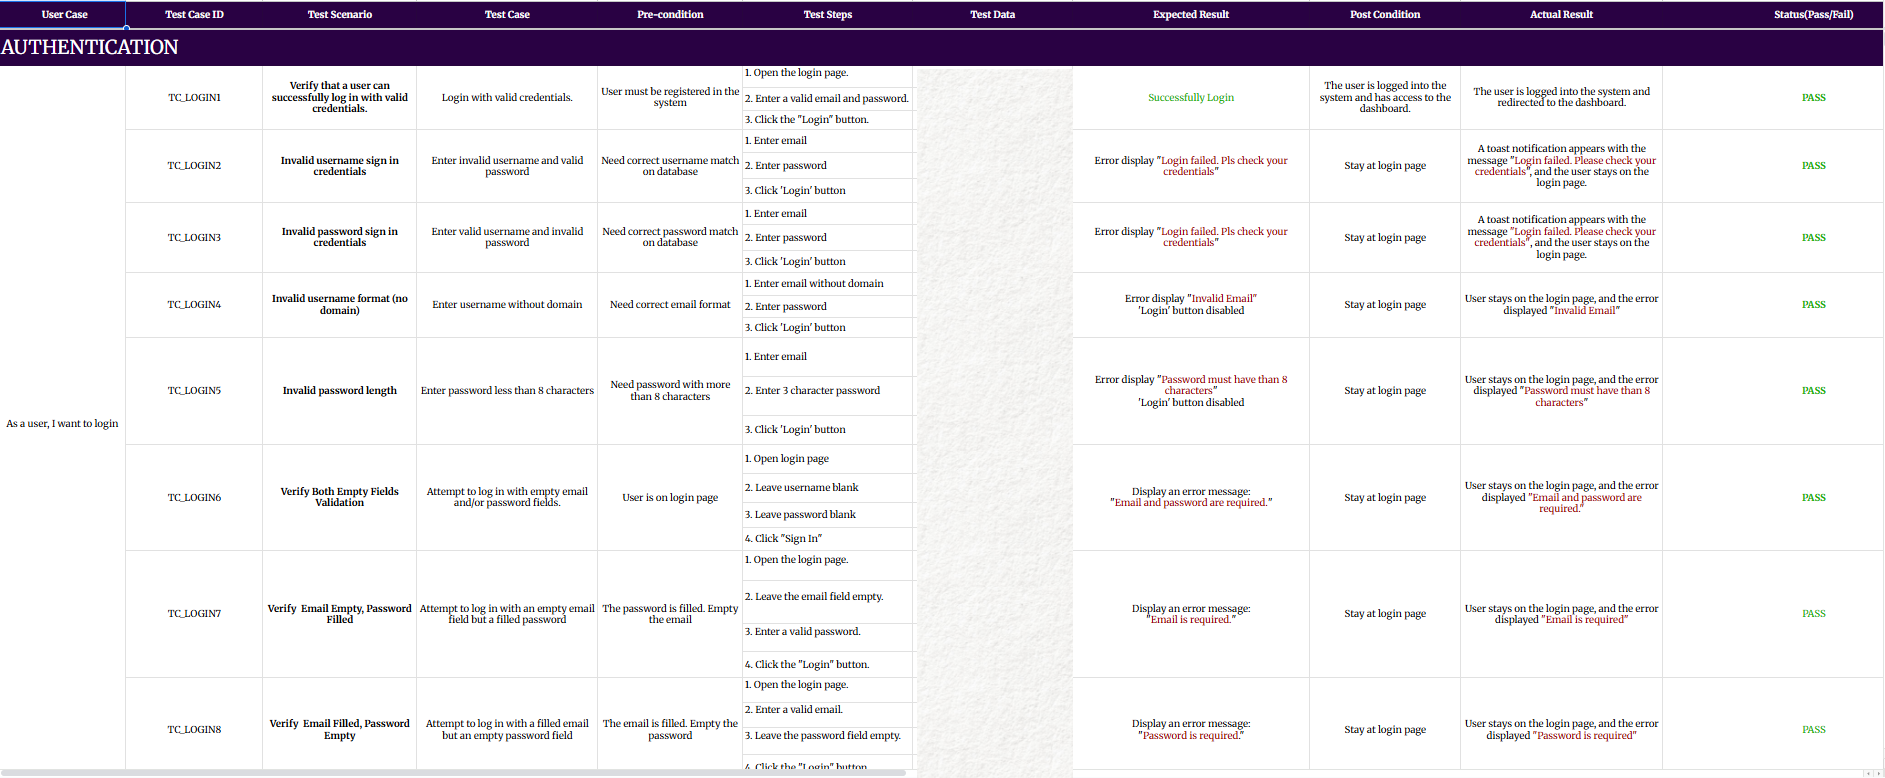 User Case Test Case ID Test Scenario Test Case Pre-condition Test Steps Test Data Expected Result Post Condition Actual Result Status(Pass/Fail)
AUTHENTICATION
As a user, I want to login
TC_LOGIN1
Verify that a user can
successfully log in with valid
credentials.
Login with valid credentials.
User must be registered in the
system
1. Open the login page.
2. Enter a valid email and password.
3. Click the "Login" button.
Successfully Login
The user is logged into the
system and has access to the
dashboard.
The user is logged into the system and
redirected to the dashboard.
PASS
TC_LOGIN2
Invalid username sign in
credentials
Enter invalid username and valid
password
Need correct username match
on database
1. Enter email
2. Enter password
3. Click 'Login' button
Error display "Login failed. Pls check your
credentials"
Stay at login page
A toast notification appears with the
message "Login failed. Please check your
credentials", and the user stays on the
login page.
PASS
TC_LOGIN3
Invalid password sign in
credentials
Enter valid username and invalid
password
Need correct password match
on database
1. Enter email
2. Enter password
3. Click 'Login' button
Error display "Login failed. Pls check your
credentials"
Stay at login page
A toast notification appears with the
message "Login failed. Please check your
credentials", and the user stays on the
login page.
PASS
TC_LOGIN4
Invalid username format (no
domain)
Enter username without domain
Need correct email format
1. Enter email without domain
2. Enter password
3. Click 'Login' button
Error display "Invalid Email"
'Login' button disabled
Stay at login page
User stays on the login page, and the error
displayed "Invalid Email"
PASS
TC_LOGIN5
Invalid password length
Enter password less than 8 characters
Need password with more
than 8 characters
1. Enter email
2. Enter 3 character password
3. Click 'Login' button
Error display "Password must have than 8
characters"
'Login' button disabled
Stay at login page
User stays on the login page, and the error
displayed "Password must have than 8
characters"
PASS
TC_LOGIN6
Verify Both Empty Fields
Validation
Attempt to log in with empty email
and/or password fields.
User is on login page
1. Open login page
2. Leave username blank
3. Leave password blank
4. Click "Sign In"
Display an error message:
"Email and password are required."
Stay at login page
User stays on the login page, and the error
displayed "Email and password are
required."
PASS
TC_LOGIN7
Verify Email Empty, Password
Filled
Attempt to log in with an empty email
field but a filled password
The password is filled. Empty
the email
1. Open the login page.
2. Leave the email field empty.
3. Enter a valid password.
4. Click the "Login" button.
Display an error message:
"Email is required."
Stay at login page
User stays on the login page, and the error
displayed "Email is required"
PASS
TC_LOGIN8
Verify Email Filled, Password
Empty
Attempt to log in with a filled email
but an empty password field
The email is filled. Empty the
password
1. Open the login page.
2. Enter a valid email.
3. Leave the password field empty.
4. Click the "Login" button
Display an error message:
"Password is required."
Stay at login page
User stays on the login page, and the error
displayed "Password is required"
PASS